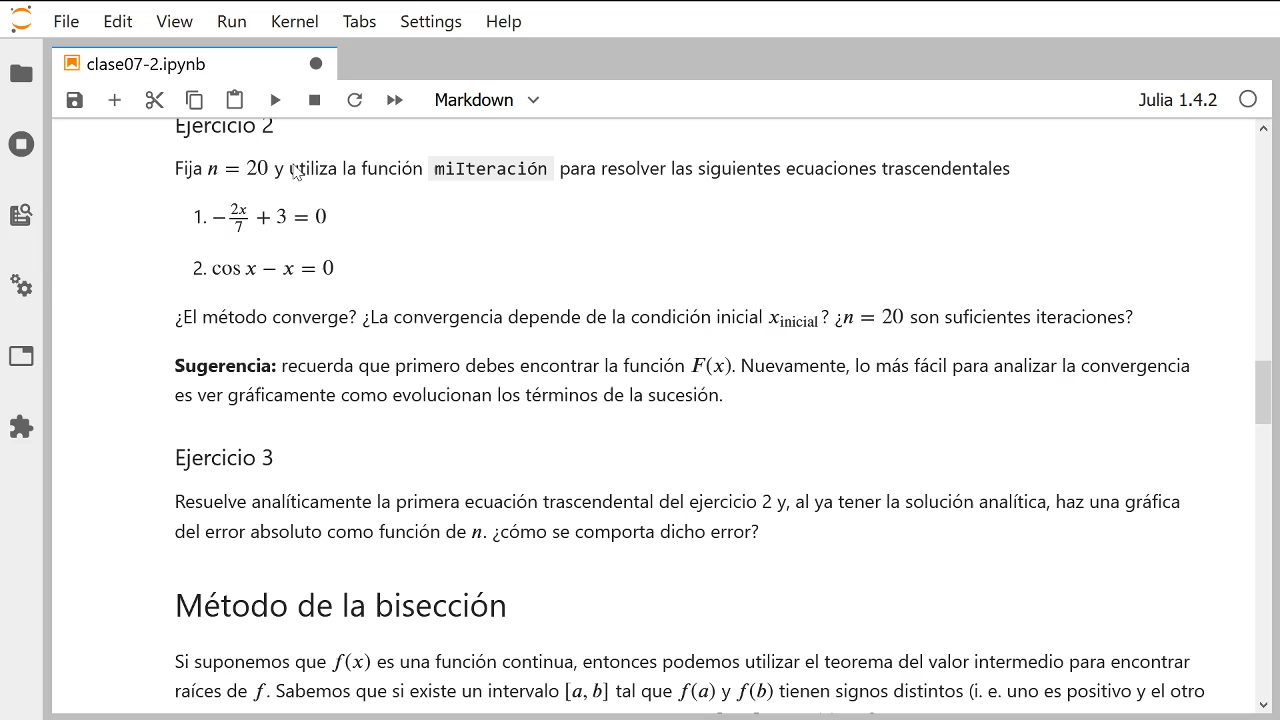 File Edit View Run Kernel Tabs Settings Help
clase07-2.ipynb
Markdown Julia 1.4.2
Ejercicio 2
Fija n = 20 y utiliza la función miIteración para resolver las siguientes ecuaciones trascendentales
1. −2x/7 + 3 = 0
2. cos x − x = 0
¿El método converge? ¿La convergencia depende de la condición inicial x_inicial? ¿n = 20 son suficientes iteraciones?
Sugerencia: recuerda que primero debes encontrar la función F(x). Nuevamente, lo más fácil para analizar la convergencia
es ver gráficamente como evolucionan los términos de la sucesión.
Ejercicio 3
Resuelve analíticamente la primera ecuación trascendental del ejercicio 2 y, al ya tener la solución analítica, haz una gráfica
del error absoluto como función de n. ¿cómo se comporta dicho error?
Método de la bisección
Si suponemos que f(x) es una función continua, entonces podemos utilizar el teorema del valor intermedio para encontrar
raíces de f. Sabemos que si existe un intervalo [a, b] tal que f(a) y f(b) tienen signos distintos (i. e. uno es positivo y el otro